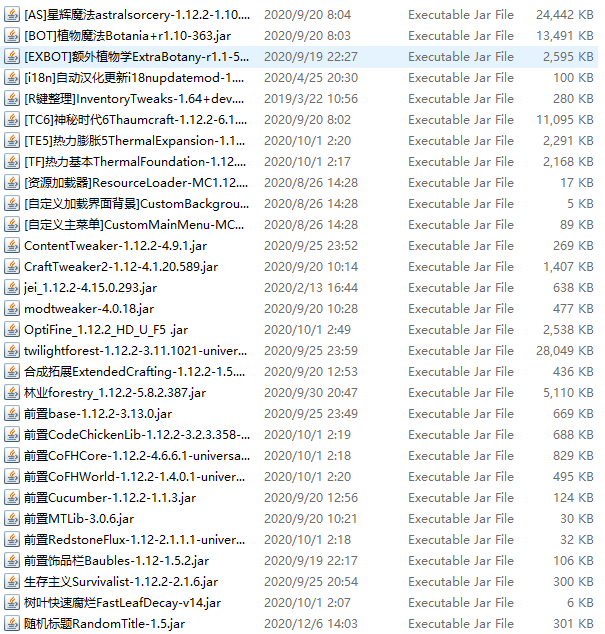 [AS]星辉魔法astralsorcery-1.12.2-1.10.... 2020/9/20 8:04 Executable Jar File 24,442 KB
[BOT]植物魔法Botania+r1.10-363.jar 2020/9/20 8:03 Executable Jar File 13,491 KB
[EXBOT]额外植物学ExtraBotany-r1.1-5... 2020/9/19 22:27 Executable Jar File 2,595 KB
[i18n]自动汉化更新i18nupdatemod-1.... 2020/4/25 20:30 Executable Jar File 100 KB
[R键整理]InventoryTweaks-1.64+dev.... 2019/3/22 10:56 Executable Jar File 280 KB
[TC6]神秘时代6Thaumcraft-1.12.2-6.1.... 2020/9/20 8:02 Executable Jar File 11,095 KB
[TE5]热力膨胀5ThermalExpansion-1.1... 2020/10/1 2:20 Executable Jar File 2,291 KB
[TF]热力基本ThermalFoundation-1.12.... 2020/10/1 2:17 Executable Jar File 2,168 KB
[资源加载器]ResourceLoader-MC1.12.... 2020/8/26 14:28 Executable Jar File 17 KB
[自定义加载界面背景]CustomBackgrou... 2020/8/26 14:28 Executable Jar File 5 KB
[自定义主菜单]CustomMainMenu-MC... 2020/8/26 14:28 Executable Jar File 89 KB
ContentTweaker-1.12.2-4.9.1.jar 2020/9/25 23:52 Executable Jar File 269 KB
CraftTweaker2-1.12-4.1.20.589.jar 2020/9/20 10:14 Executable Jar File 1,407 KB
jei_1.12.2-4.15.0.293.jar 2020/2/13 16:44 Executable Jar File 638 KB
modtweaker-4.0.18.jar 2020/9/20 10:28 Executable Jar File 477 KB
OptiFine_1.12.2_HD_U_F5 .jar 2020/10/1 2:49 Executable Jar File 2,538 KB
twilightforest-1.12.2-3.11.1021-univer... 2020/9/25 23:59 Executable Jar File 28,049 KB
合成拓展ExtendedCrafting-1.12.2-1.5.... 2020/9/20 12:53 Executable Jar File 436 KB
林业forestry_1.12.2-5.8.2.387.jar 2020/9/30 20:47 Executable Jar File 5,110 KB
前置base-1.12.2-3.13.0.jar 2020/9/25 23:49 Executable Jar File 669 KB
前置CodeChickenLib-1.12.2-3.2.3.358-... 2020/10/1 2:19 Executable Jar File 688 KB
前置CoFHCore-1.12.2-4.6.6.1-universa... 2020/10/1 2:18 Executable Jar File 829 KB
前置CoFHWorld-1.12.2-1.4.0.1-univer... 2020/10/1 2:20 Executable Jar File 495 KB
前置Cucumber-1.12.2-1.1.3.jar 2020/9/20 12:56 Executable Jar File 124 KB
前置MTLib-3.0.6.jar 2020/9/20 10:21 Executable Jar File 30 KB
前置RedstoneFlux-1.12-2.1.1.1-univer... 2020/10/1 2:18 Executable Jar File 32 KB
前置饰品栏Baubles-1.12-1.5.2.jar 2020/9/19 22:17 Executable Jar File 106 KB
生存主义Survivalist-1.12.2-2.1.6.jar 2020/9/25 20:54 Executable Jar File 300 KB
树叶快速腐烂FastLeafDecay-v14.jar 2020/10/1 2:07 Executable Jar File 6 KB
随机标题RandomTitle-1.5.jar 2020/12/6 14:03 Executable Jar File 301 KB